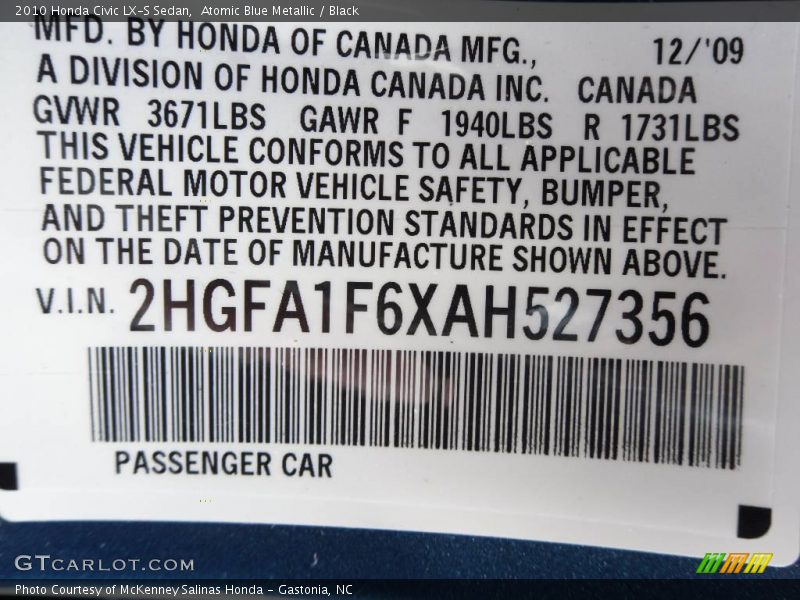 2010 Honda Civic LX-S Sedan, Atomic Blue Metallic / Black
MFD. BY HONDA OF CANADA MFG., 12/'09
A DIVISION OF HONDA CANADA INC. CANADA
GVWR 3671LBS GAWR F 1940LBS R 1731LBS
THIS VEHICLE CONFORMS TO ALL APPLICABLE
FEDERAL MOTOR VEHICLE SAFETY, BUMPER,
AND THEFT PREVENTION STANDARDS IN EFFECT
ON THE DATE OF MANUFACTURE SHOWN ABOVE.
V.I.N. 2HGFA1F6XAH527356
PASSENGER CAR
GTCARLOT.COM
Photo Courtesy of McKenney Salinas Honda - Gastonia, NC